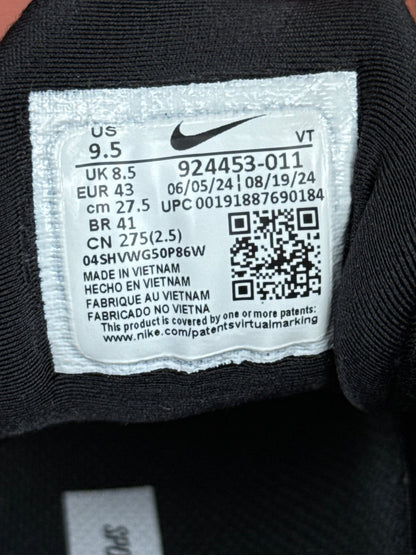 US
9.5
VT
UK 8.5
924453-011
EUR 43
06/05/24 | 08/19/24
cm 27.5
UPC 00191887690184
BR 41
CN 275(2.5)
04SHVWG50P86W
MADE IN VIETNAM
HECHO EN VIETNAM
FABRIQUE AU VIETNAM
FABRICADO NO VIETNA
This product is covered by one or more patents:
www.nike.com/patentsvirtualmarking
SPO